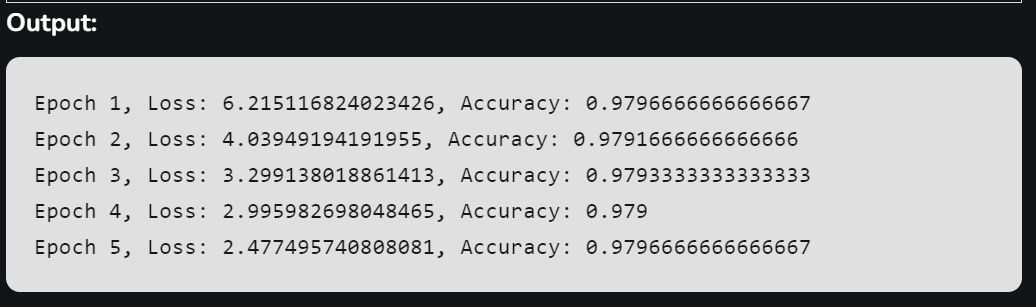 Output:
Epoch 1, Loss: 6.215116824023426, Accuracy: 0.9796666666666667
Epoch 2, Loss: 4.03949194191955, Accuracy: 0.9791666666666666
Epoch 3, Loss: 3.299138018861413, Accuracy: 0.9793333333333333
Epoch 4, Loss: 2.995982698048465, Accuracy: 0.979
Epoch 5, Loss: 2.477495740808081, Accuracy: 0.9796666666666667